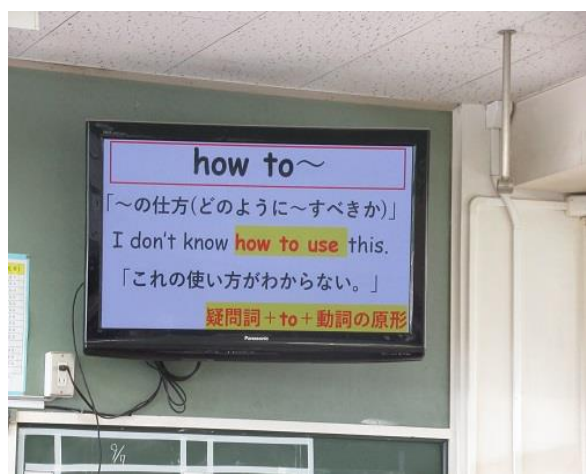 how to～
「～の仕方(どのように～すべきか)」
I don't know how to use this.
「これの使い方がわからない。」
疑問詞＋to＋動詞の原形
Panasonic